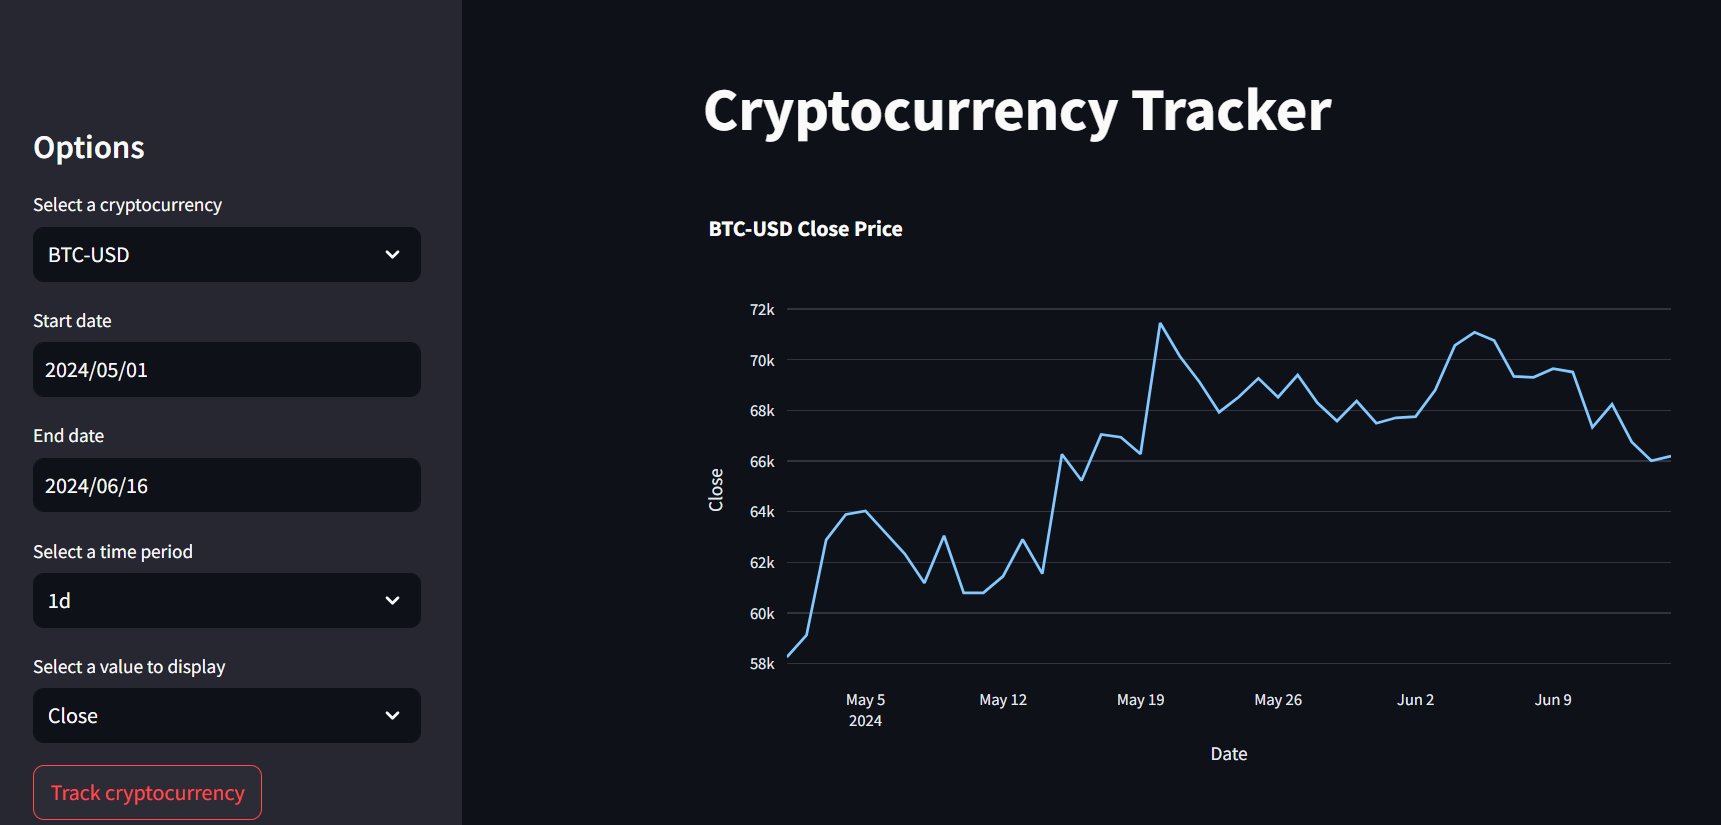 Options
Select a cryptocurrency
BTC-USD
Start date
2024/05/01
End date
2024/06/16
Select a time period
1d
Select a value to display
Close
Track cryptocurrency
Cryptocurrency Tracker
BTC-USD Close Price
72k
70k
68k
66k
64k
62k
60k
58k
Close
May 5
2024
May 12
May 19
May 26
Jun 2
Jun 9
Date